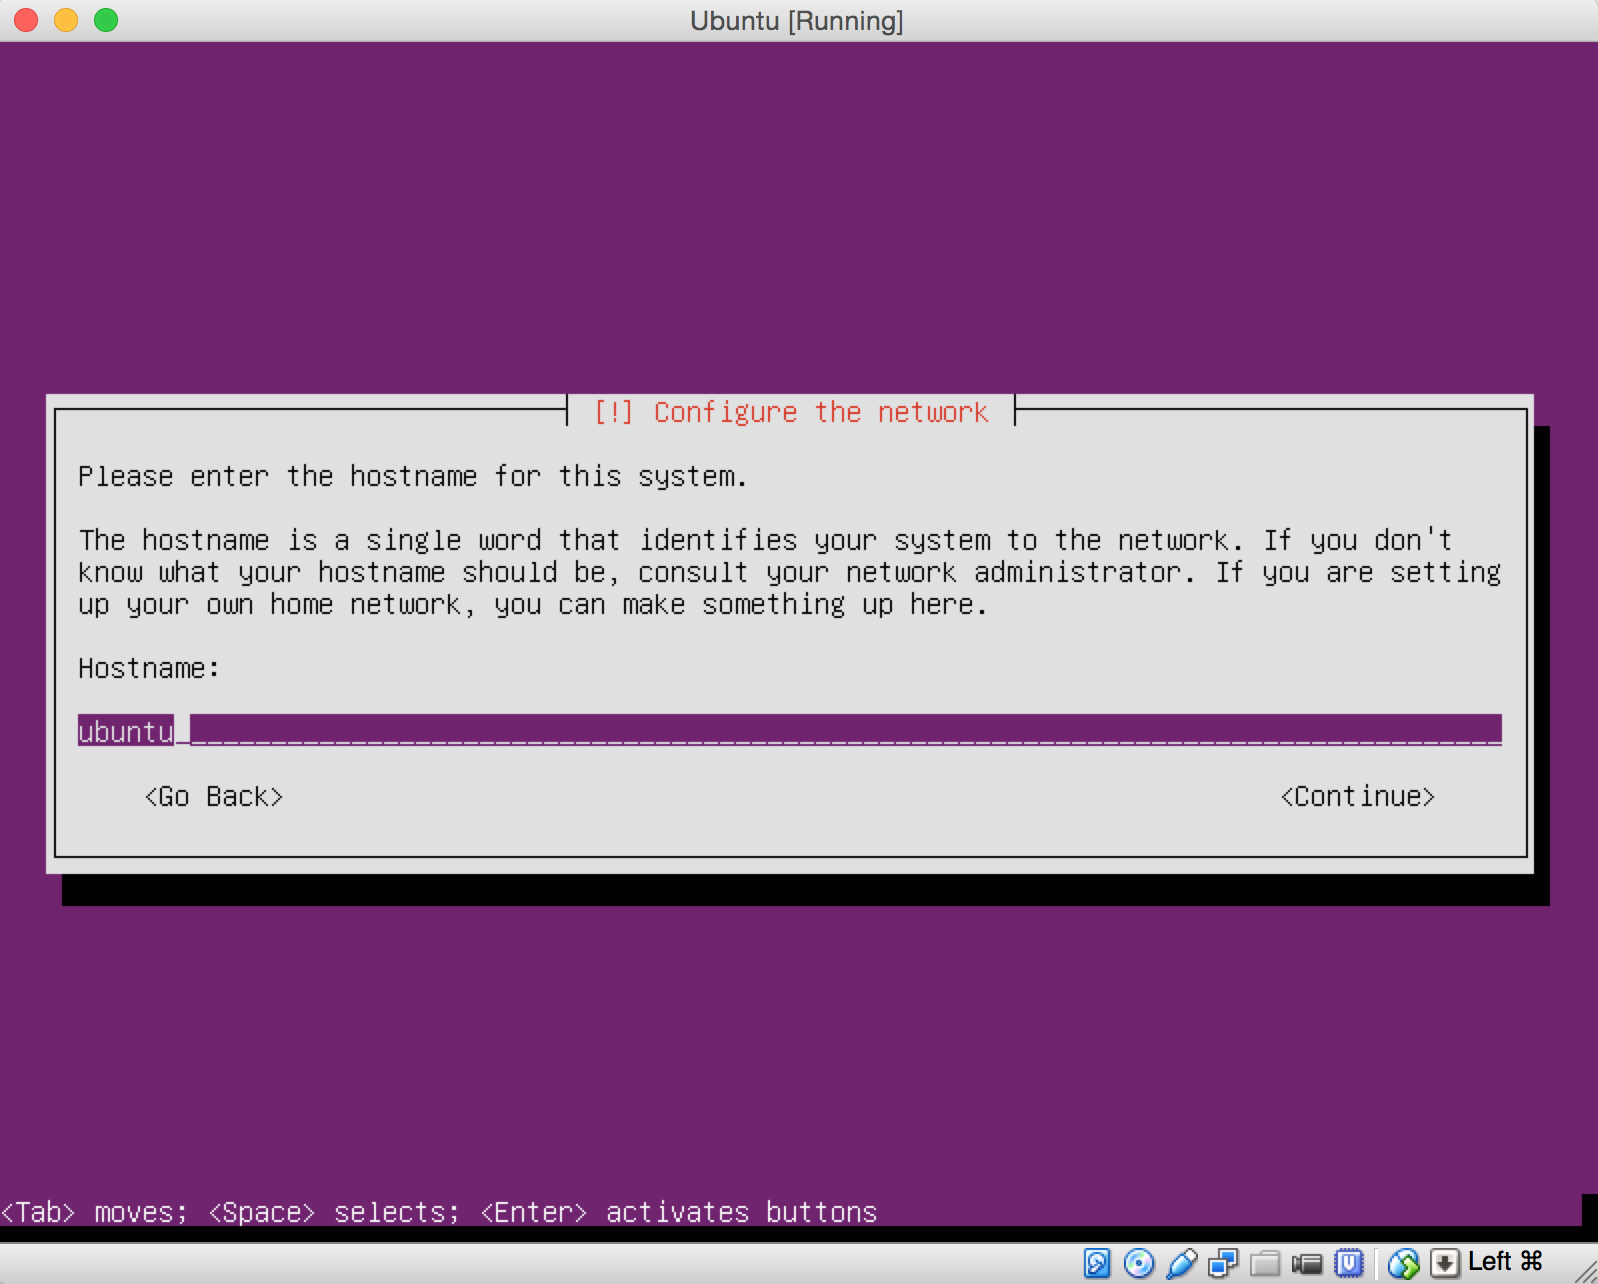 Ubuntu [Running]
[!] Configure the network
Please enter the hostname for this system.
The hostname is a single word that identifies your system to the network. If you don't
know what your hostname should be, consult your network administrator. If you are setting
up your own home network, you can make something up here.
Hostname:
ubuntu
<Go Back> <Continue>
<Tab> moves; <Space> selects; <Enter> activates buttons
Left ⌘